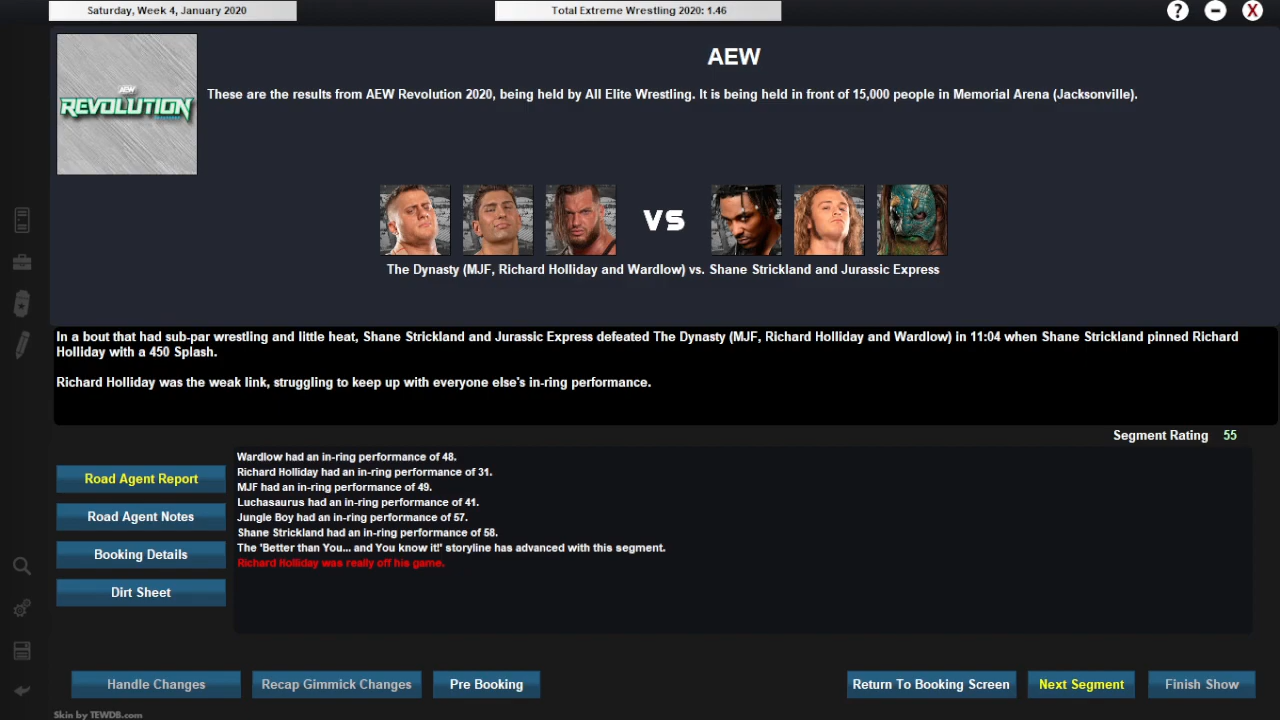 Saturday, Week 4, January 2020
Total Extreme Wrestling 2020: 1.46
?
X
AEW
AEW
REVOLUTION
These are the results from AEW Revolution 2020, being held by All Elite Wrestling. It is being held in front of 15,000 people in Memorial Arena (Jacksonville).
VS
The Dynasty (MJF, Richard Holliday and Wardlow) vs. Shane Strickland and Jurassic Express
In a bout that had sub-par wrestling and little heat, Shane Strickland and Jurassic Express defeated The Dynasty (MJF, Richard Holliday and Wardlow) in 11:04 when Shane Strickland pinned Richard
Holliday with a 450 Splash.
Richard Holliday was the weak link, struggling to keep up with everyone else's in-ring performance.
Segment Rating 55
Road Agent Report
Road Agent Notes
Booking Details
Dirt Sheet
Wardlow had an in-ring performance of 48.
Richard Holliday had an in-ring performance of 31.
MJF had an in-ring performance of 49.
Luchasaurus had an in-ring performance of 41.
Jungle Boy had an in-ring performance of 57.
Shane Strickland had an in-ring performance of 58.
The 'Better than You... and You know it!' storyline has advanced with this segment.
Richard Holliday was really off his game.
Handle Changes
Recap Gimmick Changes
Pre Booking
Return To Booking Screen
Next Segment
Finish Show
Skin by TEWDB.com